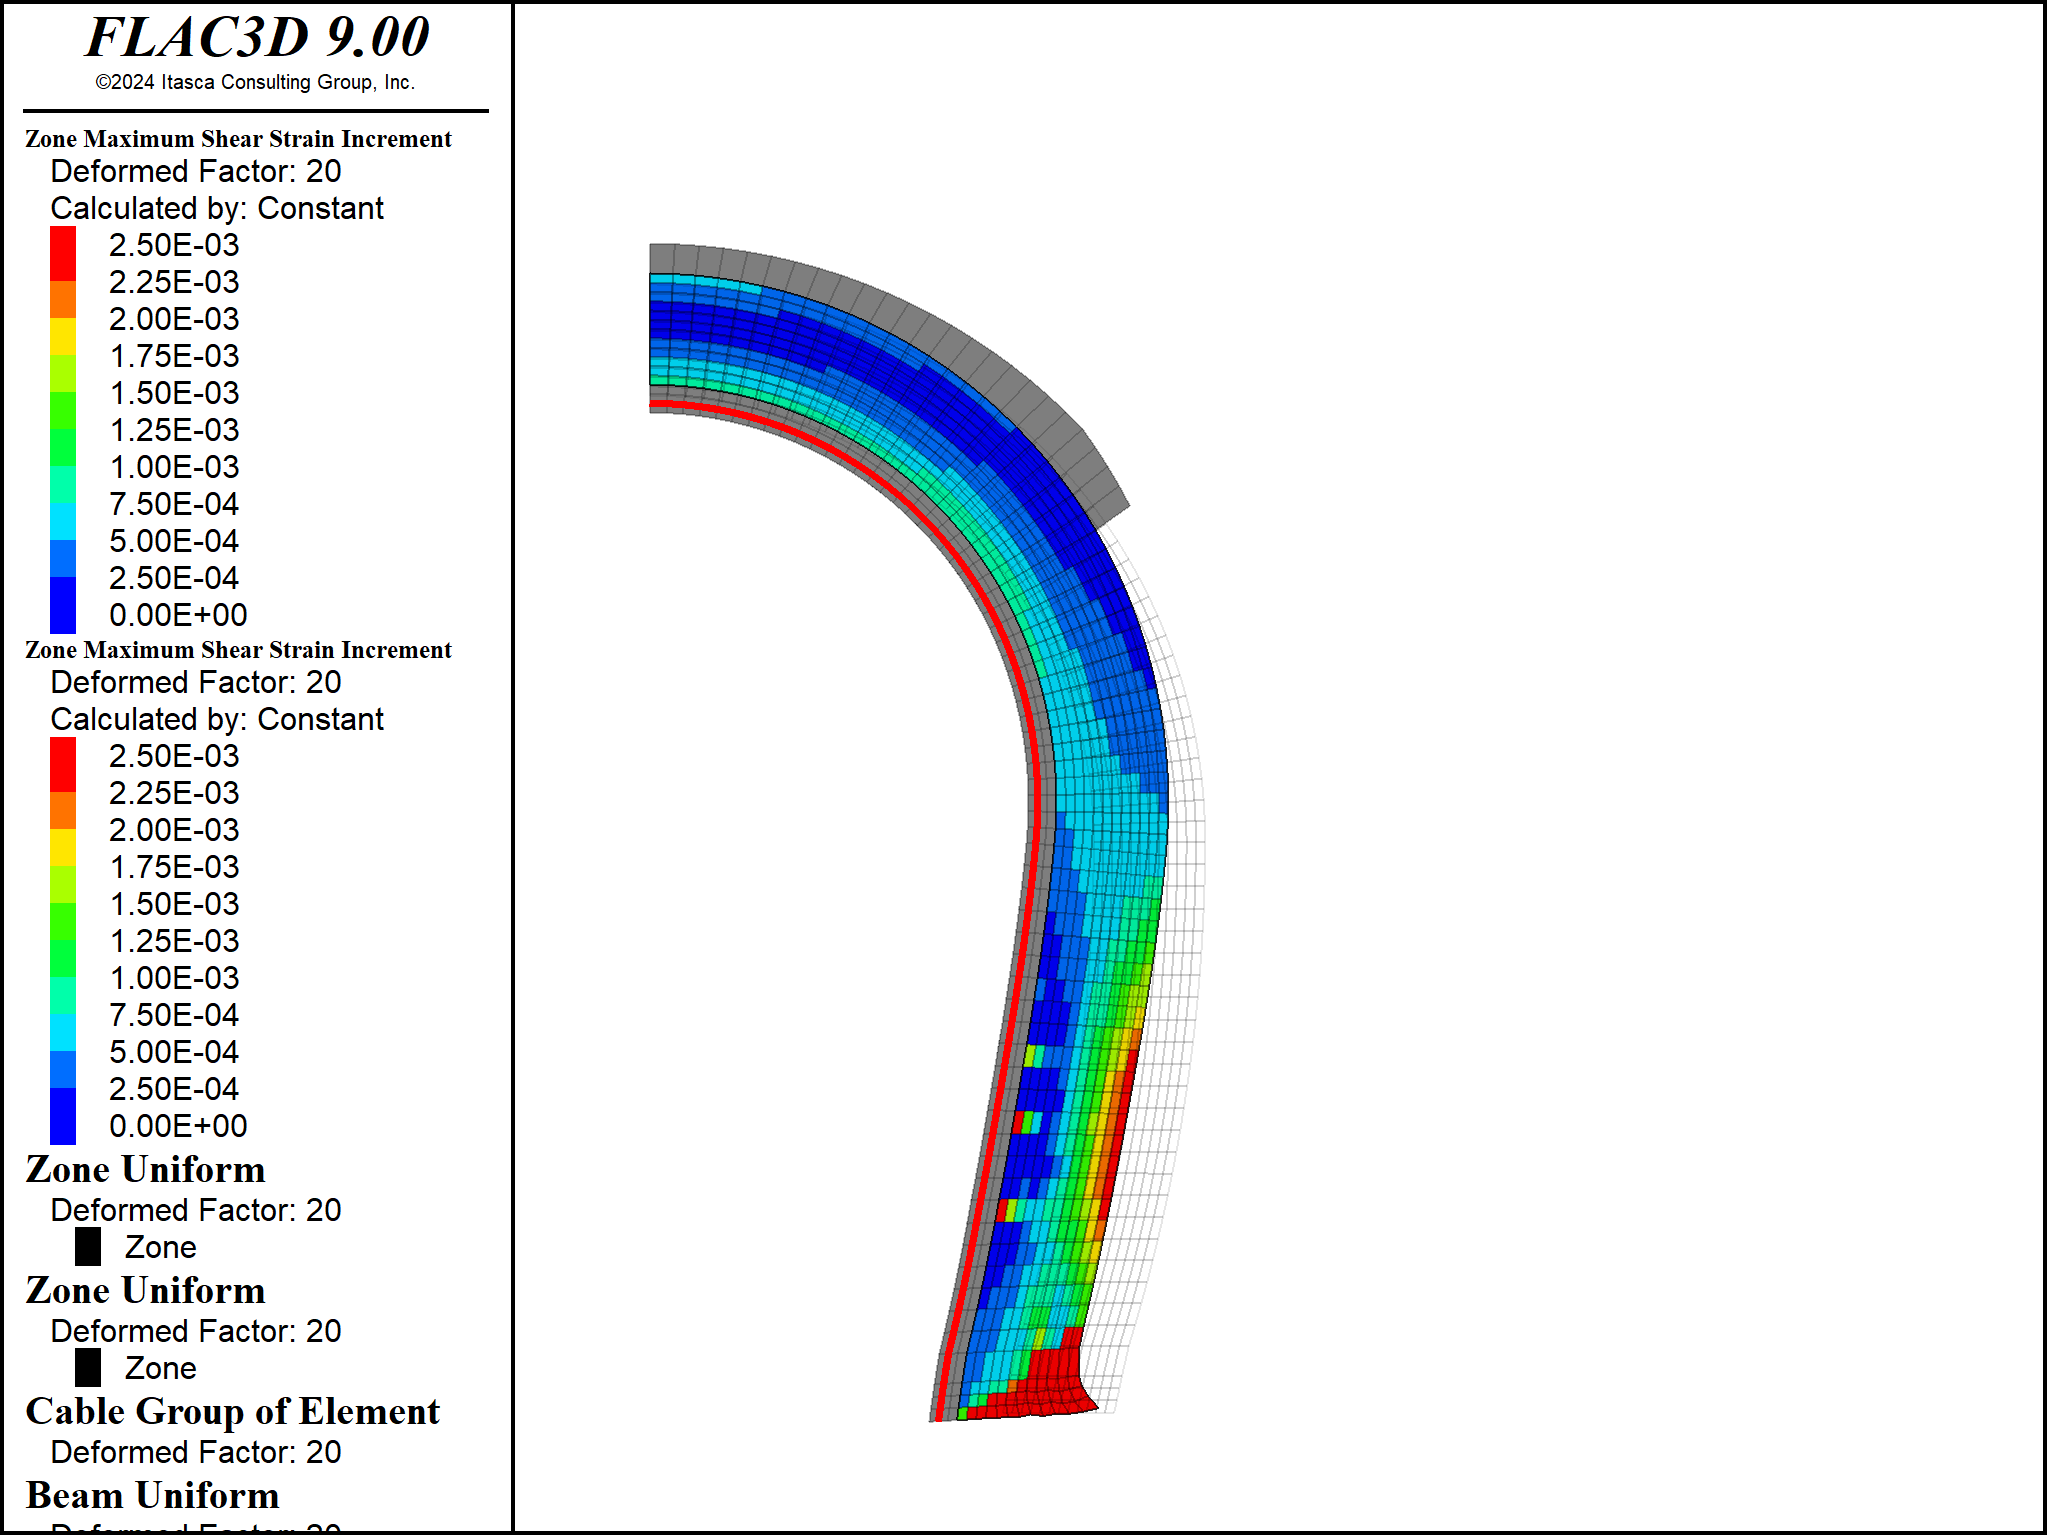 FLAC3D 9.00
©2024 Itasca Consulting Group, Inc.
Zone Maximum Shear Strain Increment
Deformed Factor: 20
Calculated by: Constant
2.50E-03
2.25E-03
2.00E-03
1.75E-03
1.50E-03
1.25E-03
1.00E-03
7.50E-04
5.00E-04
2.50E-04
0.00E+00
Zone Maximum Shear Strain Increment
Deformed Factor: 20
Calculated by: Constant
2.50E-03
2.25E-03
2.00E-03
1.75E-03
1.50E-03
1.25E-03
1.00E-03
7.50E-04
5.00E-04
2.50E-04
0.00E+00
Zone Uniform
Deformed Factor: 20
Zone
Zone Uniform
Deformed Factor: 20
Zone
Cable Group of Element
Deformed Factor: 20
Beam Uniform